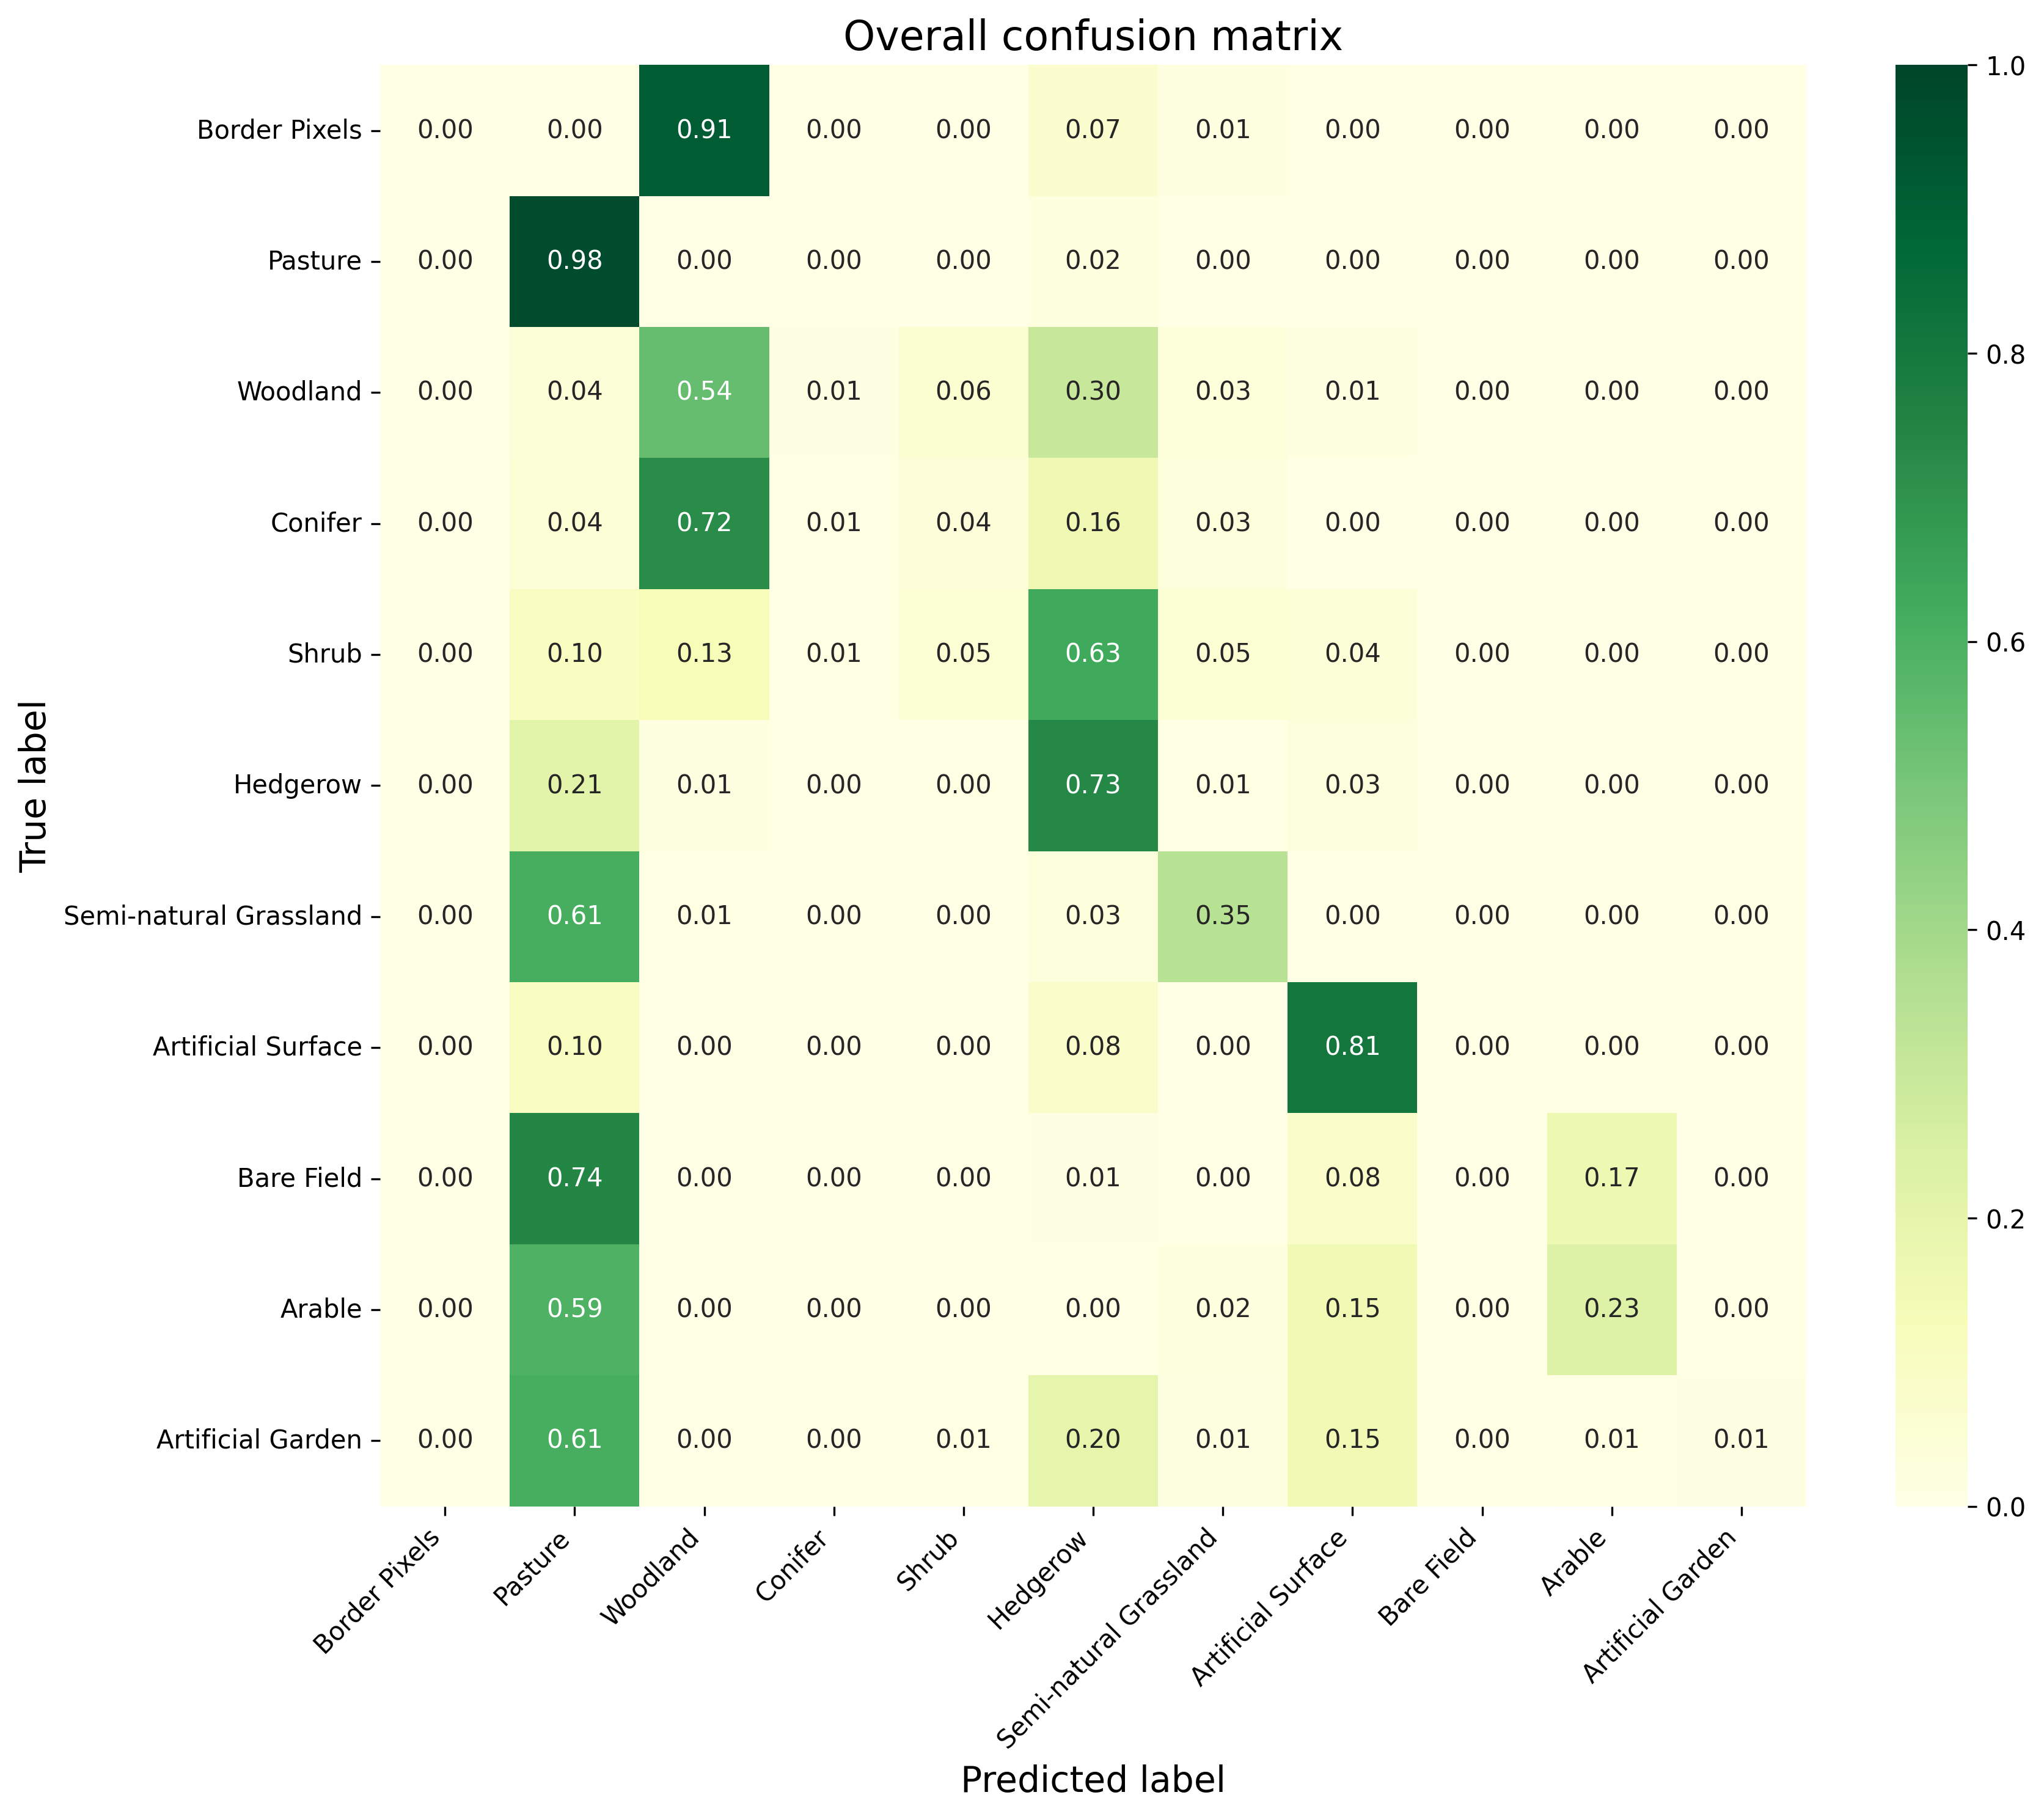 Overall confusion matrix
True label
Border Pixels 0.00 0.00 0.91 0.00 0.00 0.07 0.01 0.00 0.00 0.00 0.00
Pasture 0.00 0.98 0.00 0.00 0.00 0.02 0.00 0.00 0.00 0.00 0.00
Woodland 0.00 0.04 0.54 0.01 0.06 0.30 0.03 0.01 0.00 0.00 0.00
Conifer 0.00 0.04 0.72 0.01 0.04 0.16 0.03 0.00 0.00 0.00 0.00
Shrub 0.00 0.10 0.13 0.01 0.05 0.63 0.05 0.04 0.00 0.00 0.00
Hedgerow 0.00 0.21 0.01 0.00 0.00 0.73 0.01 0.03 0.00 0.00 0.00
Semi-natural Grassland 0.00 0.61 0.01 0.00 0.00 0.03 0.35 0.00 0.00 0.00 0.00
Artificial Surface 0.00 0.10 0.00 0.00 0.00 0.08 0.00 0.81 0.00 0.00 0.00
Bare Field 0.00 0.74 0.00 0.00 0.00 0.01 0.00 0.08 0.00 0.17 0.00
Arable 0.00 0.59 0.00 0.00 0.00 0.00 0.02 0.15 0.00 0.23 0.00
Artificial Garden 0.00 0.61 0.00 0.00 0.01 0.20 0.01 0.15 0.00 0.01 0.01
Border Pixels Pasture Woodland Conifer Shrub Hedgerow Semi-natural Grassland Artificial Surface Bare Field Arable Artificial Garden
Predicted label
1.0
0.8
0.6
0.4
0.2
0.0